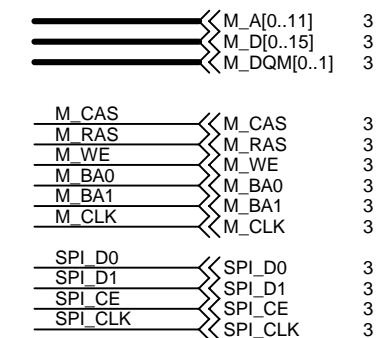 M_A[0..11] 3
M_D[0..15] 3
M_DQM[0..1] 3
M_CAS M_CAS 3
M_RAS M_RAS 3
M_WE M_WE 3
M_BA0 M_BA0 3
M_BA1 M_BA1 3
M_CLK M_CLK 3
SPI_D0 SPI_D0 3
SPI_D1 SPI_D1 3
SPI_CE SPI_CE 3
SPI_CLK SPI_CLK 3